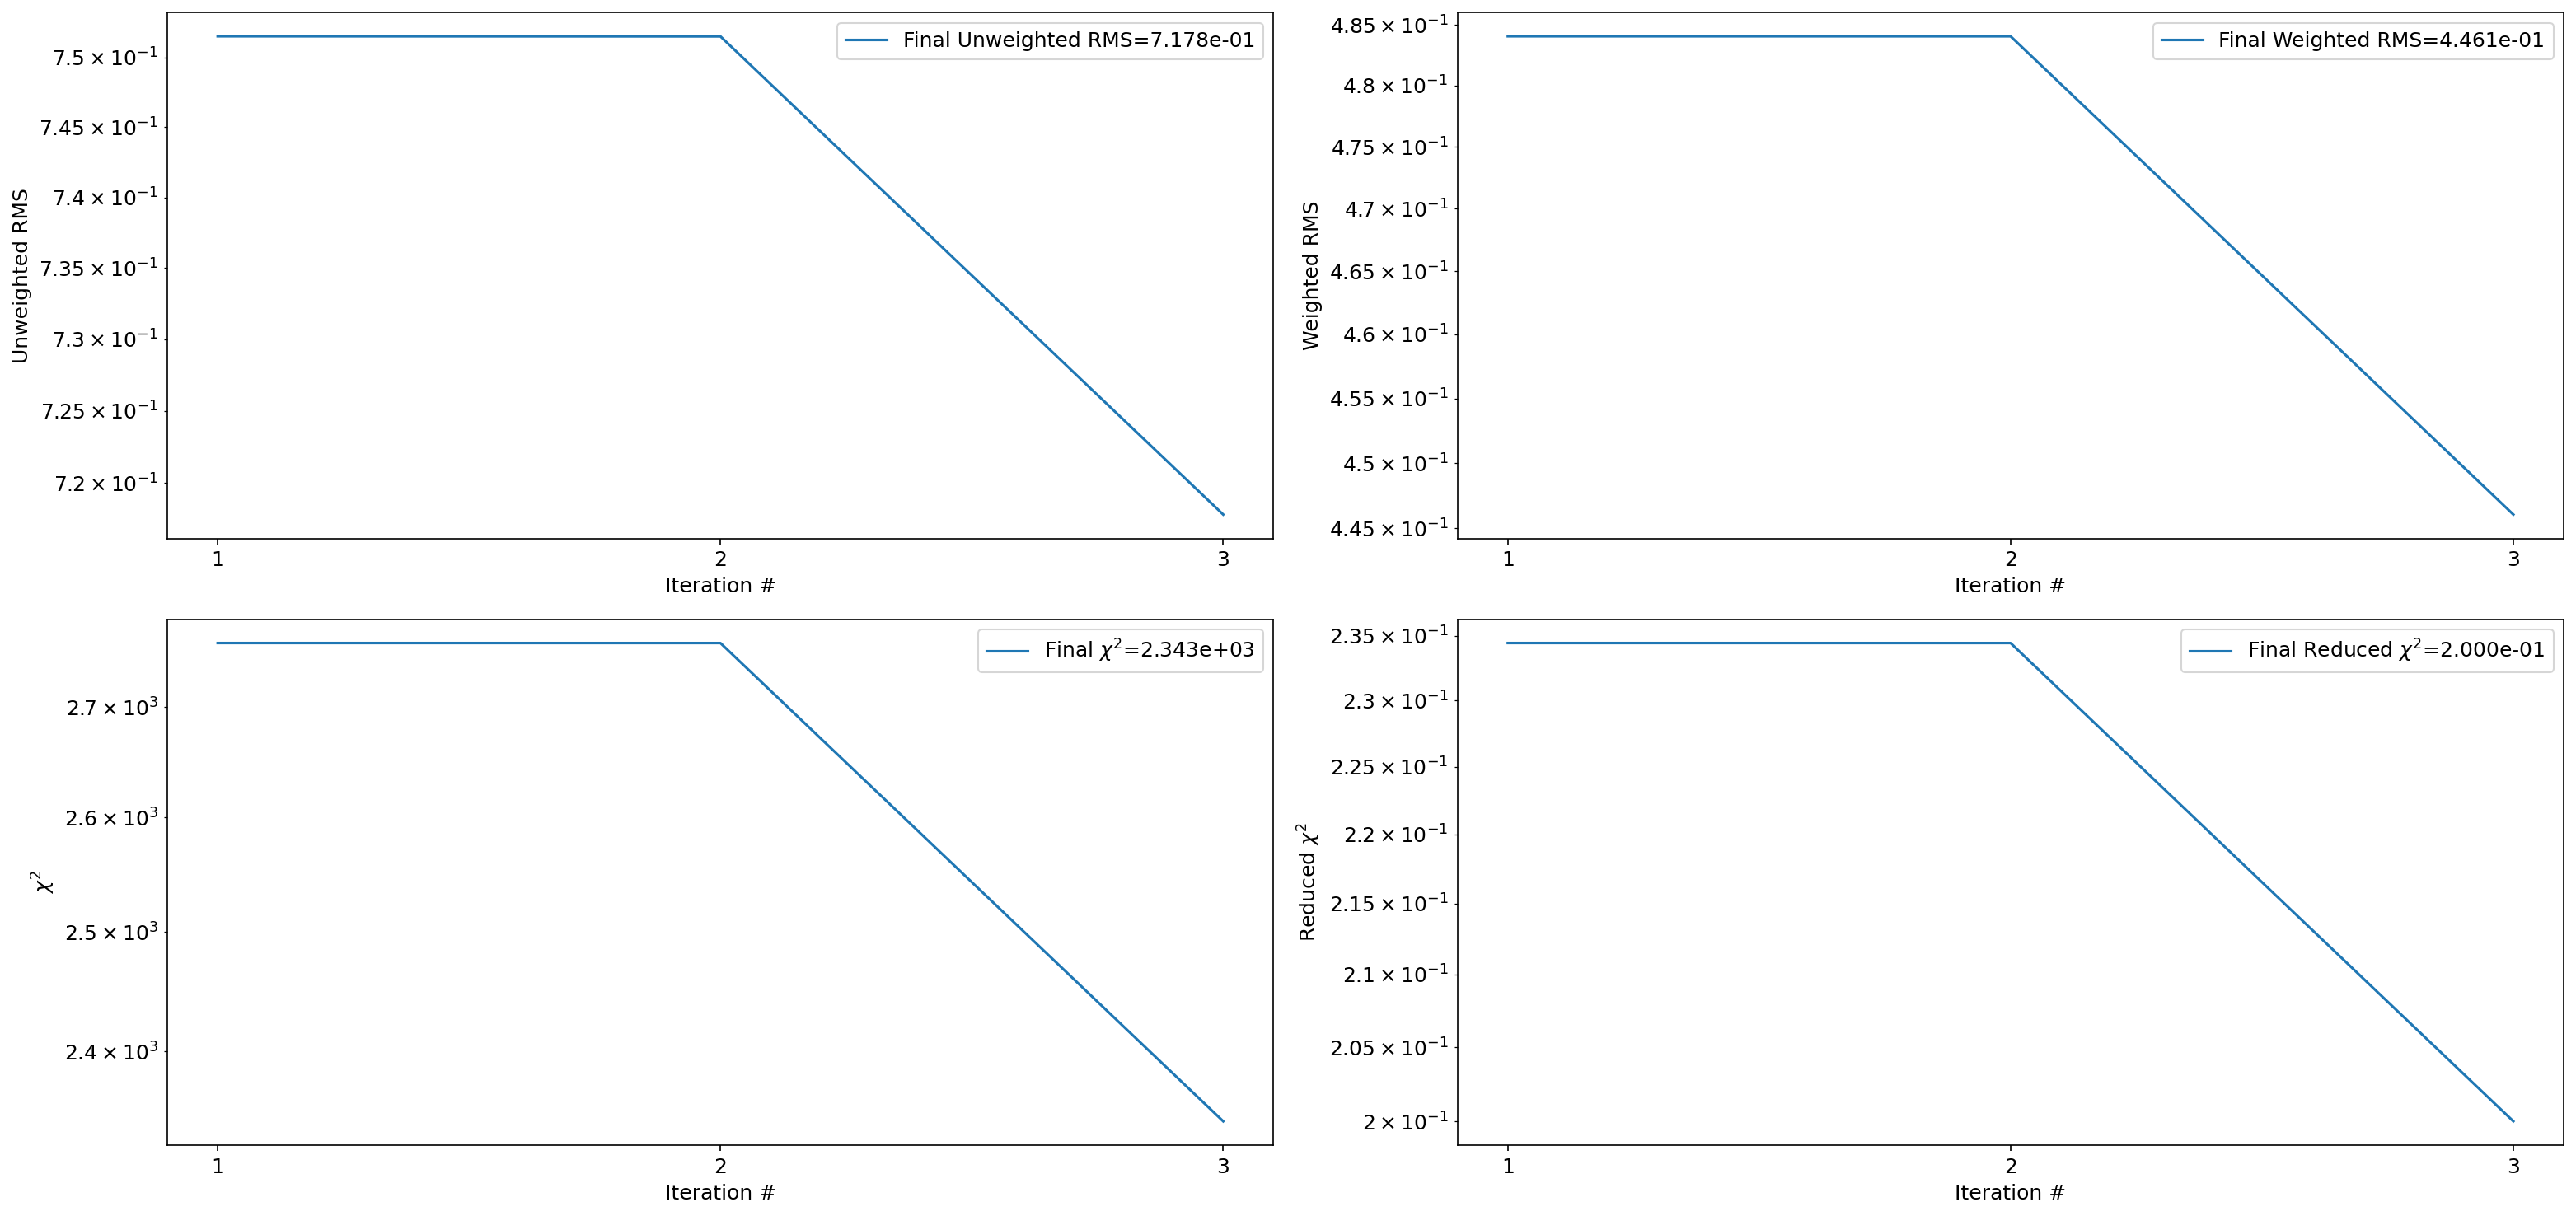 Final Unweighted RMS=7.178e-01
7.5 × 10⁻¹
7.45 × 10⁻¹
7.4 × 10⁻¹
7.35 × 10⁻¹
7.3 × 10⁻¹
7.25 × 10⁻¹
7.2 × 10⁻¹
Unweighted RMS
1 2 3
Iteration #
Final Weighted RMS=4.461e-01
4.85 × 10⁻¹
4.8 × 10⁻¹
4.75 × 10⁻¹
4.7 × 10⁻¹
4.65 × 10⁻¹
4.6 × 10⁻¹
4.55 × 10⁻¹
4.5 × 10⁻¹
4.45 × 10⁻¹
Weighted RMS
1 2 3
Iteration #
Final χ²=2.343e+03
2.7 × 10³
2.6 × 10³
2.5 × 10³
2.4 × 10³
χ²
1 2 3
Iteration #
Final Reduced χ²=2.000e-01
2.35 × 10⁻¹
2.3 × 10⁻¹
2.25 × 10⁻¹
2.2 × 10⁻¹
2.15 × 10⁻¹
2.1 × 10⁻¹
2.05 × 10⁻¹
2 × 10⁻¹
Reduced χ²
1 2 3
Iteration #